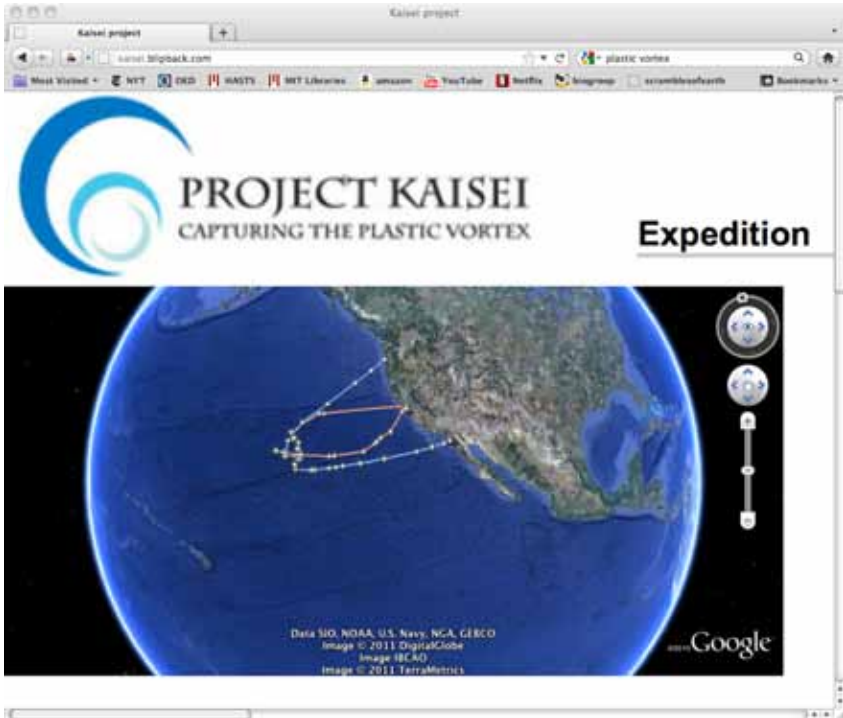 Kaisei project
Kaisei project
kaisei.blipback.com
plastic vortex
Most Visited NYT OED HASTS MIT Libraries amazon YouTube Netflix biogroup scrambleofearth Bookmarks
PROJECT KAISEI
CAPTURING THE PLASTIC VORTEX
Expedition
Data SIO, NOAA, U.S. Navy, NGA, GEBCO
Image © 2011 DigitalGlobe
Image IBCAO
Image © 2011 TerraMetrics
Google